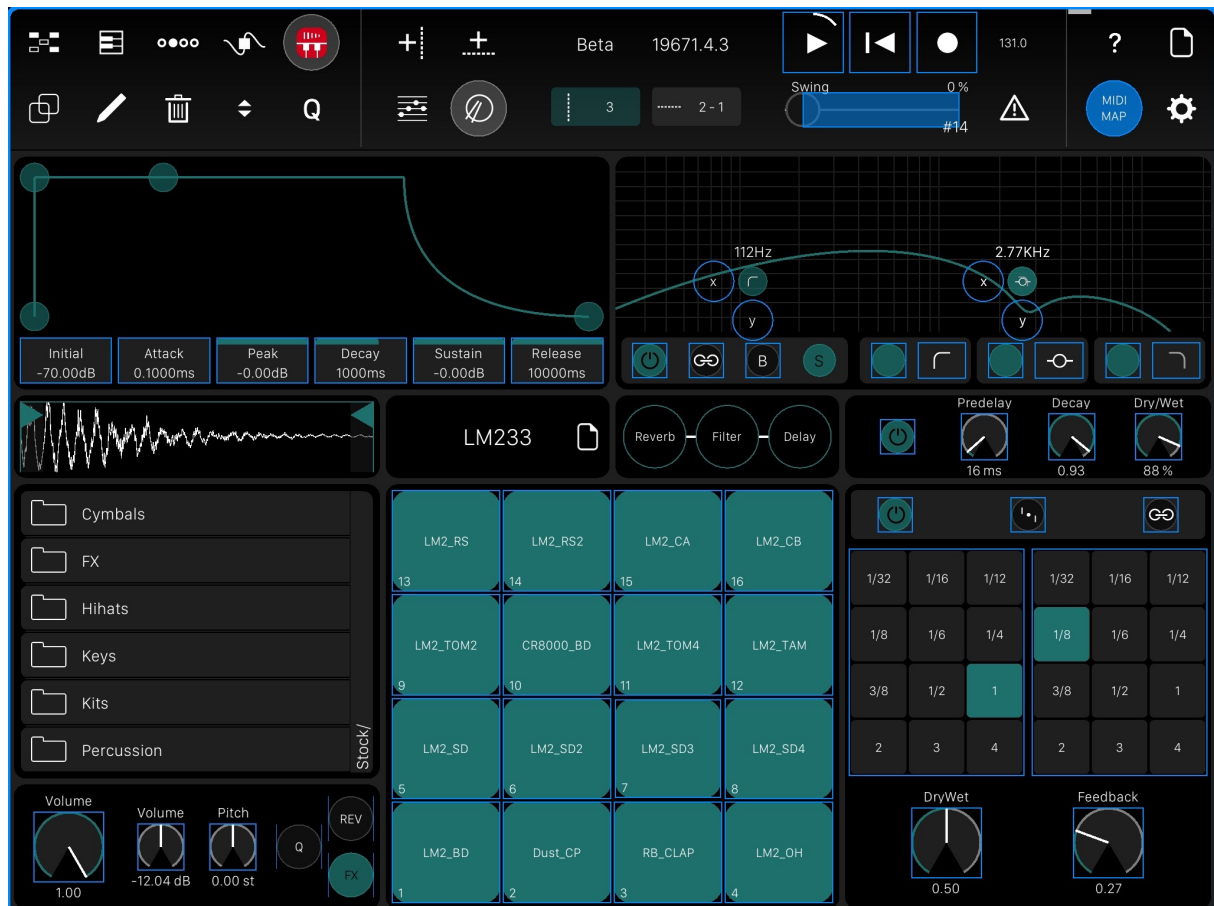 Beta 19671.4.3 131.0 ?
Q 3 2 - 1 Swing 0 % #14 MIDI MAP
112Hz 2.77KHz
x x
y y
Initial Attack Peak Decay Sustain Release
-70.00dB 0.1000ms -0.00dB 1000ms -0.00dB 10000ms
B S
LM233
Reverb Filter Delay
Predelay Decay Dry/Wet
16 ms 0.93 88 %
Cymbals
FX
Hihats
Keys
Kits
Percussion
Stock/
LM2_RS LM2_RS2 LM2_CA LM2_CB
13 14 15 16
LM2_TOM2 CR8000_BD LM2_TOM4 LM2_TAM
9 10 11 12
LM2_SD LM2_SD2 LM2_SD3 LM2_SD4
5 6 7 8
LM2_BD Dust_CP RB_CLAP LM2_OH
1 2 3 4
1/32 1/16 1/12 1/32 1/16 1/12
1/8 1/6 1/4 1/8 1/6 1/4
3/8 1/2 1 3/8 1/2 1
2 3 4 2 3 4
Volume Volume Pitch REV
Q
1.00 -12.04 dB 0.00 st FX
DryWet Feedback
0.50 0.27